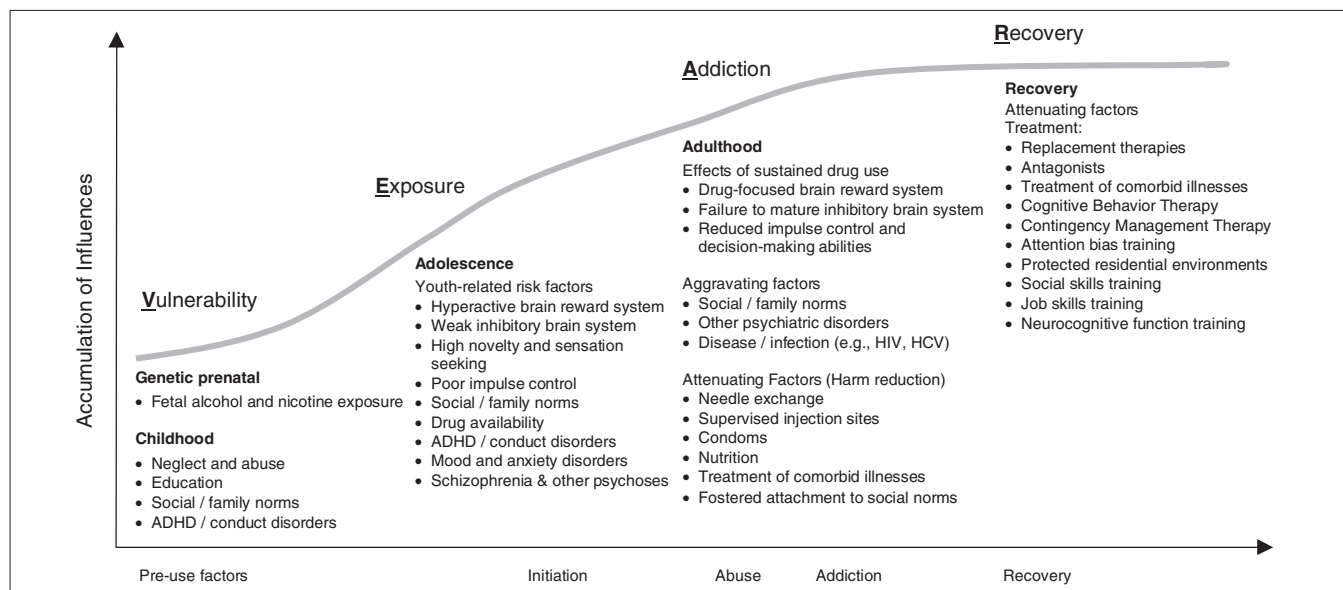 Accumulation of Influences
Vulnerability
Genetic prenatal
• Fetal alcohol and nicotine exposure
Childhood
• Neglect and abuse
• Education
• Social / family norms
• ADHD / conduct disorders
Exposure
Adolescence
Youth-related risk factors
• Hyperactive brain reward system
• Weak inhibitory brain system
• High novelty and sensation
seeking
• Poor impulse control
• Social / family norms
• Drug availability
• ADHD / conduct disorders
• Mood and anxiety disorders
• Schizophrenia & other psychoses
Addiction
Adulthood
Effects of sustained drug use
• Drug-focused brain reward system
• Failure to mature inhibitory brain system
• Reduced impulse control and
decision-making abilities
Aggravating factors
• Social / family norms
• Other psychiatric disorders
• Disease / infection (e.g., HIV, HCV)
Attenuating Factors (Harm reduction)
• Needle exchange
• Supervised injection sites
• Condoms
• Nutrition
• Treatment of comorbid illnesses
• Fostered attachment to social norms
Recovery
Recovery
Attenuating factors
Treatment:
• Replacement therapies
• Antagonists
• Treatment of comorbid illnesses
• Cognitive Behavior Therapy
• Contingency Management Therapy
• Attention bias training
• Protected residential environments
• Social skills training
• Job skills training
• Neurocognitive function training
Pre-use factors
Initiation
Abuse
Addiction
Recovery